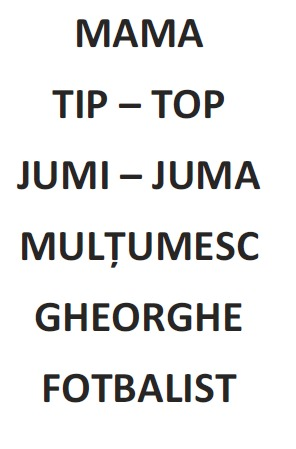 MAMA
TIP – TOP
JUMI – JUMA
MULȚUMESC
GHEORGHE
FOTBALIST